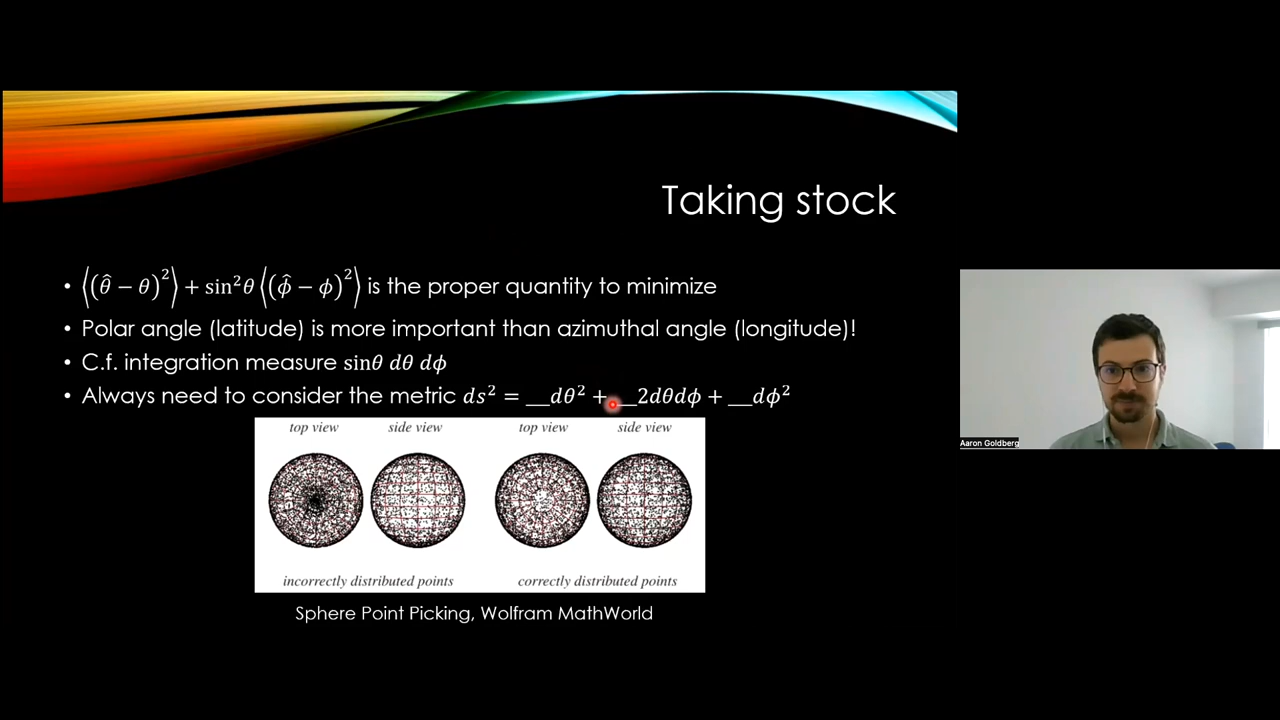 Taking stock
• ⟨(θ̂ − θ)²⟩ + sin²θ ⟨(ϕ̂ − ϕ)²⟩ is the proper quantity to minimize
• Polar angle (latitude) is more important than azimuthal angle (longitude)!
• C.f. integration measure sinθ dθ dϕ
• Always need to consider the metric ds² = __dθ² + __2dθdϕ + __dϕ²
top view side view top view side view
incorrectly distributed points correctly distributed points
Sphere Point Picking, Wolfram MathWorld
Aaron Goldberg